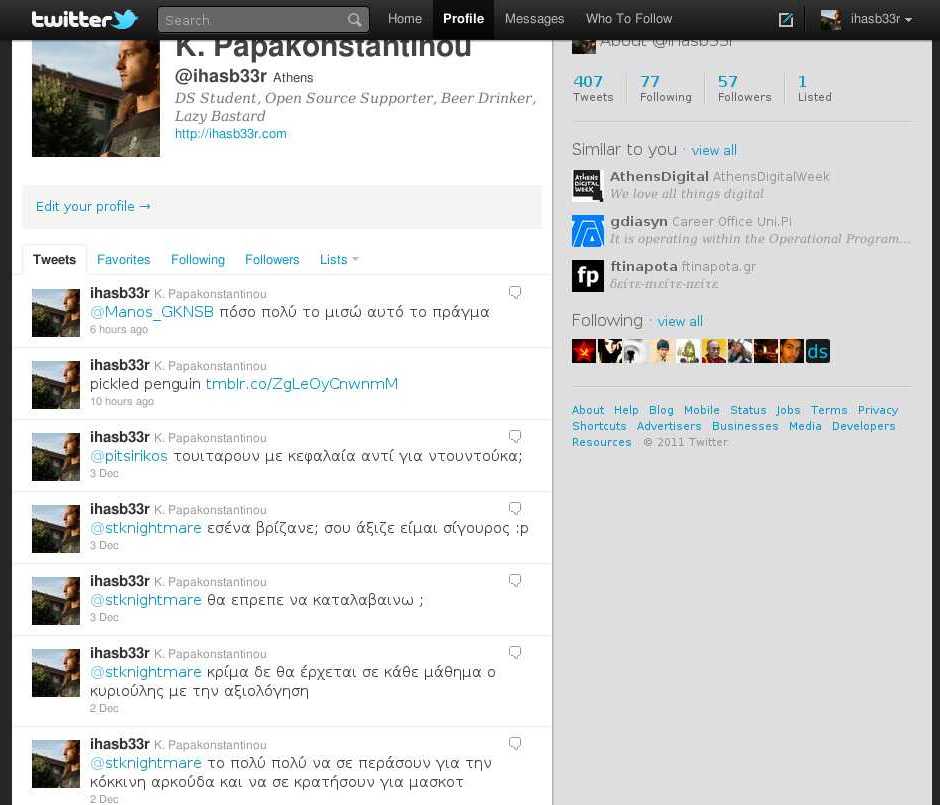 twitter
Search
Home
Profile
Messages
Who To Follow
ihasb33r
K. Papakonstantinou
@ihasb33r Athens
DS Student, Open Source Supporter, Beer Drinker,
Lazy Bastard
http://ihasb33r.com
Edit your profile →
Tweets
Favorites
Following
Followers
Lists
ihasb33r K. Papakonstantinou
@Manos_GKNSB πόσο πολύ το μισώ αυτό το πράγμα
6 hours ago
ihasb33r K. Papakonstantinou
pickled penguin tmblr.co/ZgLeOyCnwnmM
10 hours ago
ihasb33r K. Papakonstantinou
@pitsirikos τουιταρουν με κεφαλαία αντί για ντουντούκα;
3 Dec
ihasb33r K. Papakonstantinou
@stknightmare εσένα βρίζανε; σου άξιζε είμαι σίγουρος :p
3 Dec
ihasb33r K. Papakonstantinou
@stknightmare θα επρεπε να καταλαβαινω ;
3 Dec
ihasb33r K. Papakonstantinou
@stknightmare κρίμα δε θα έρχεται σε κάθε μάθημα ο
κυριούλης με την αξιολόγηση
2 Dec
ihasb33r K. Papakonstantinou
@stknightmare το πολύ πολύ να σε περάσουν για την
κόκκινη αρκούδα και να σε κρατήσουν για μασκοτ
2 Dec
About @ihasb33r
407 77 57 1
Tweets Following Followers Listed
Similar to you · view all
ATHENS DIGITAL WEEK
AthensDigital AthensDigitalWeek
We love all things digital
gdiasyn Career Office Uni.Pi
It is operating within the Operational Program...
fp
ftinapota ftinapota.gr
δείτε-πιείτε-πείτε
Following · view all
ds
About Help Blog Mobile Status Jobs Terms Privacy
Shortcuts Advertisers Businesses Media Developers
Resources © 2011 Twitter